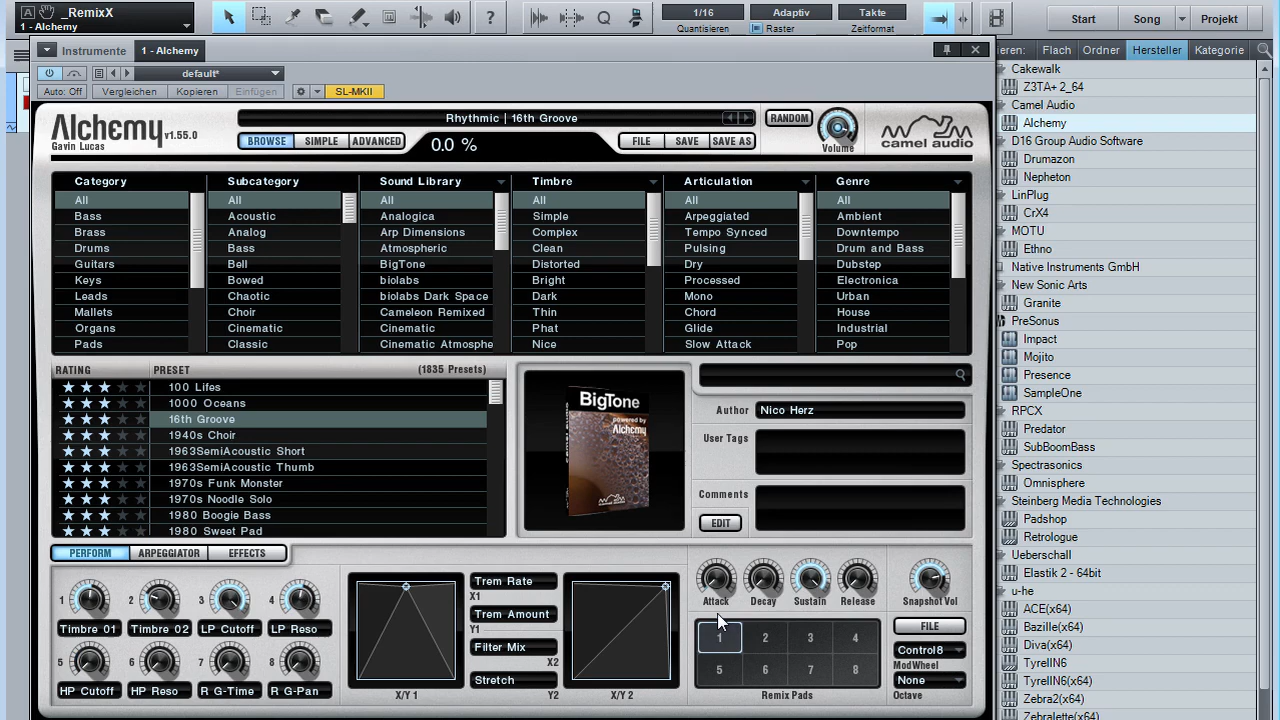 A _RemixX
1 - Alchemy
?
Q
1/16
Quantisieren
Adaptiv
Raster
Takte
Zeitformat
Start
Song
Projekt
Instrumente
1 - Alchemy
ieren:
Flach
Ordner
Hersteller
Kategorie
default*
Auto: Off
Vergleichen
Kopieren
Einfügen
SL-MKII
Alchemy v1.55.0
Gavin Lucas
Rhythmic | 16th Groove
BROWSE
SIMPLE
ADVANCED
0.0 %
FILE
SAVE
SAVE AS
RANDOM
Volume
camel audio
Category
All
Bass
Brass
Drums
Guitars
Keys
Leads
Mallets
Organs
Pads
Subcategory
All
Acoustic
Analog
Bass
Bell
Bowed
Chaotic
Choir
Cinematic
Classic
Sound Library
All
Analogica
Arp Dimensions
Atmospheric
BigTone
biolabs
biolabs Dark Space
Cameleon Remixed
Cinematic
Cinematic Atmosphe
Timbre
All
Simple
Complex
Clean
Distorted
Bright
Dark
Thin
Phat
Nice
Articulation
All
Arpeggiated
Tempo Synced
Pulsing
Dry
Processed
Mono
Chord
Glide
Slow Attack
Genre
All
Ambient
Downtempo
Drum and Bass
Dubstep
Electronica
Urban
House
Industrial
Pop
RATING
PRESET
(1835 Presets)
100 Lifes
1000 Oceans
16th Groove
1940s Choir
1963SemiAcoustic Short
1963SemiAcoustic Thumb
1970s Funk Monster
1970s Noodle Solo
1980 Boogie Bass
1980 Sweet Pad
BigTone
powered by
Alchemy
Author
Nico Herz
User Tags
Comments
EDIT
PERFORM
ARPEGGIATOR
EFFECTS
1
Timbre 01
2
Timbre 02
3
LP Cutoff
4
LP Reso
5
HP Cutoff
6
HP Reso
7
R G-Time
8
R G-Pan
X/Y 1
Trem Rate
X1
Trem Amount
Y1
Filter Mix
X2
Stretch
Y2
X/Y 2
Attack
Decay
Sustain
Release
Snapshot Vol
1 2 3 4
5 6 7 8
Remix Pads
FILE
Control8
ModWheel
None
Octave
Cakewalk
Z3TA+ 2_64
Camel Audio
Alchemy
D16 Group Audio Software
Drumazon
Nepheton
LinPlug
CrX4
MOTU
Ethno
Native Instruments GmbH
New Sonic Arts
Granite
PreSonus
Impact
Mojito
Presence
SampleOne
RPCX
Predator
SubBoomBass
Spectrasonics
Omnisphere
Steinberg Media Technologies
Padshop
Retrologue
Ueberschall
Elastik 2 - 64bit
u-he
ACE(x64)
Bazille(x64)
Diva(x64)
TyrellN6
TyrellN6(x64)
Zebra2(x64)
Zebralette(x64)